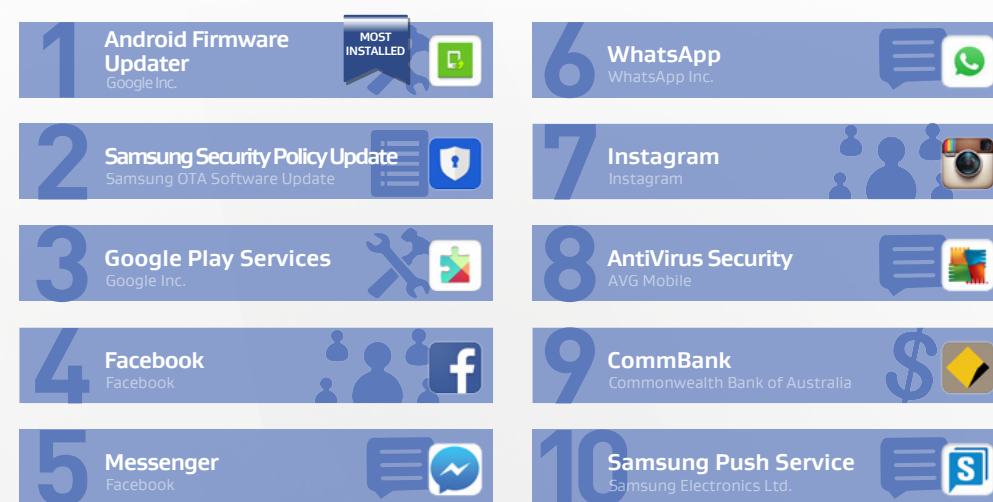 1
Android Firmware
Updater
Google Inc.
MOST
INSTALLED
2
Samsung Security Policy Update
Samsung OTA Software Update
3
Google Play Services
Google Inc.
4
Facebook
Facebook
f
5
Messenger
Facebook
6
WhatsApp
WhatsApp Inc.
7
Instagram
Instagram
8
AntiVirus Security
AVG Mobile
9
CommBank
Commonwealth Bank of Australia
$
10
Samsung Push Service
Samsung Electronics Ltd.
S